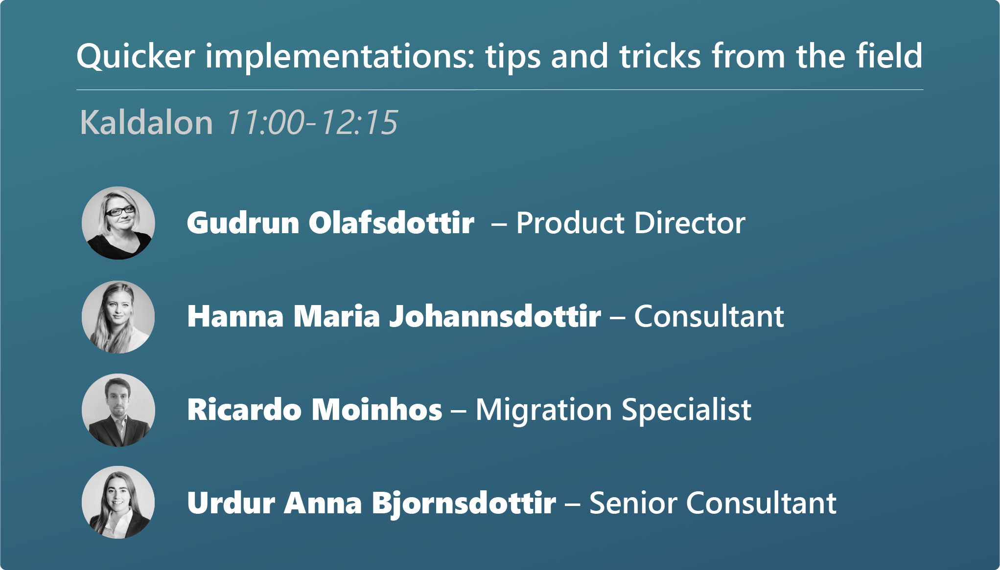 Quicker implementations: tips and tricks from the field
Kaldalon 11:00-12:15
Gudrun Olafsdottir – Product Director
Hanna Maria Johannsdottir – Consultant
Ricardo Moinhos – Migration Specialist
Urdur Anna Bjornsdottir – Senior Consultant